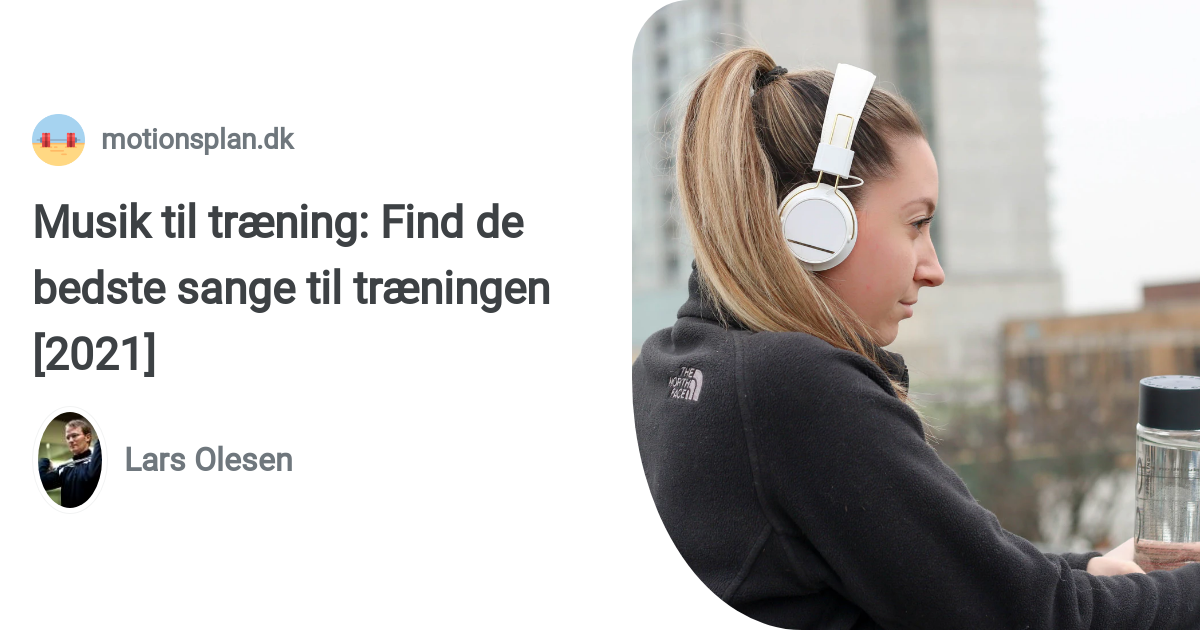 motionsplan.dk
Musik til træning: Find de
bedste sange til træningen
[2021]
Lars Olesen
THE
NORTH
FACE